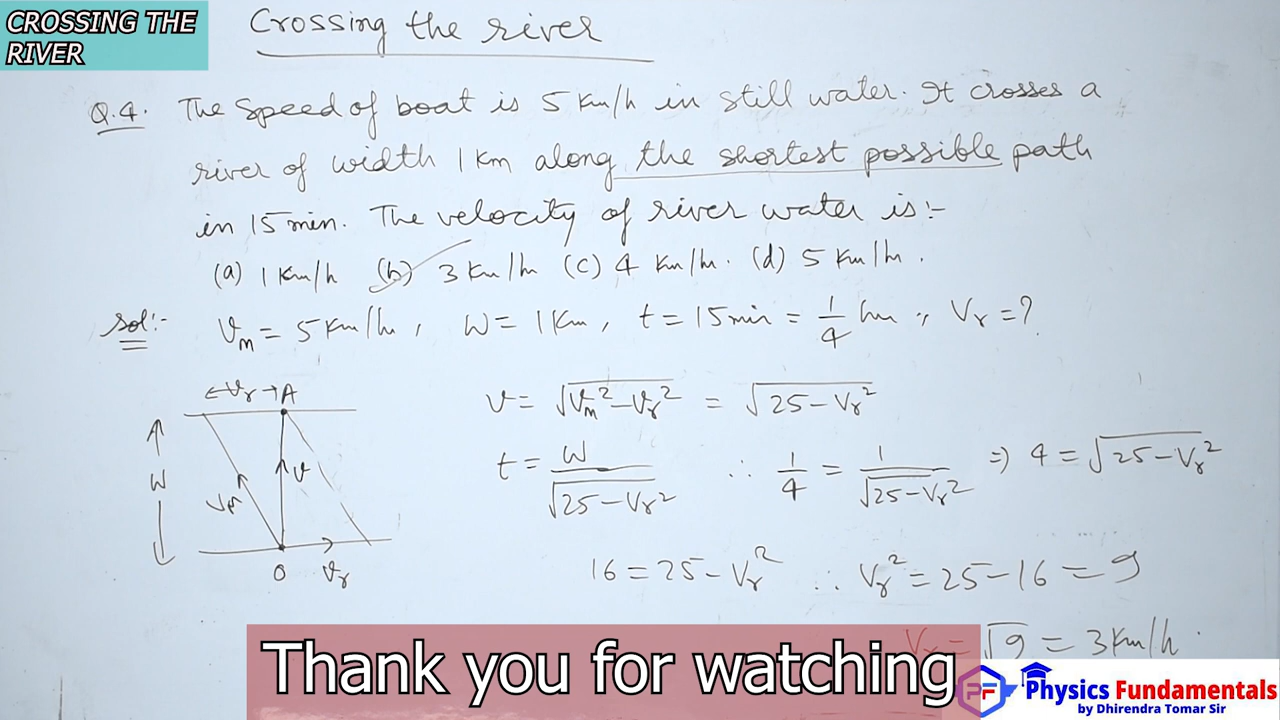 CROSSING THE
RIVER
Crossing the river
Q.4. The Speed of boat is 5 Km/h in still water. It crosses a
river of width 1 Km along the shortest possible path
in 15 min. The velocity of river water is:-
(a) 1 Km/h (b) 3 Km/h (c) 4 Km/h. (d) 5 Km/h.
Sol:- Vm = 5 Km/h, W = 1 Km, t = 15 min = 1/4 hr, Vr = ?
← Vr → A
W
v
O
Vr
v = √Vm² - Vr² = √25 - Vr²
t = W/√25 - Vr² ∴ 1/4 = 1/√25 - Vr² ⇒ 4 = √25 - Vr²
16 = 25 - Vr² ∴ Vr² = 25 - 16 = 9
Vr = √9 = 3 Km/h.
Thank you for watching
PF Physics Fundamentals
by Dhirendra Tomar Sir